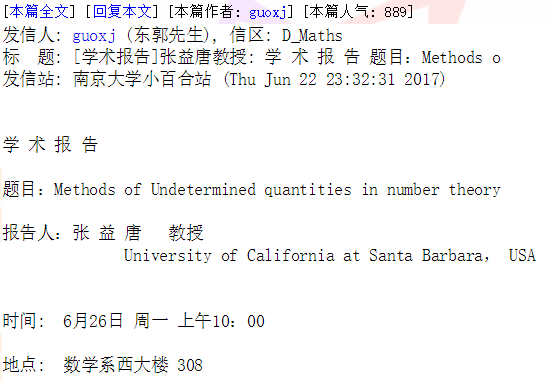 [本篇全文] [回复本文] [本篇作者: guoxj] [本篇人气: 889]
发信人: guoxj (东郭先生), 信区: D_Maths
标  题: [学术报告]张益唐教授: 学 术 报 告 题目: Methods o
发信站: 南京大学小百合站 (Thu Jun 22 23:32:31 2017)
学 术 报 告
题目: Methods of Undetermined quantities in number theory
报告人: 张 益 唐   教授
University of California at Santa Barbara,  USA
时间:  6月26日 周一 上午10: 00
地点:  数学系西大楼 308